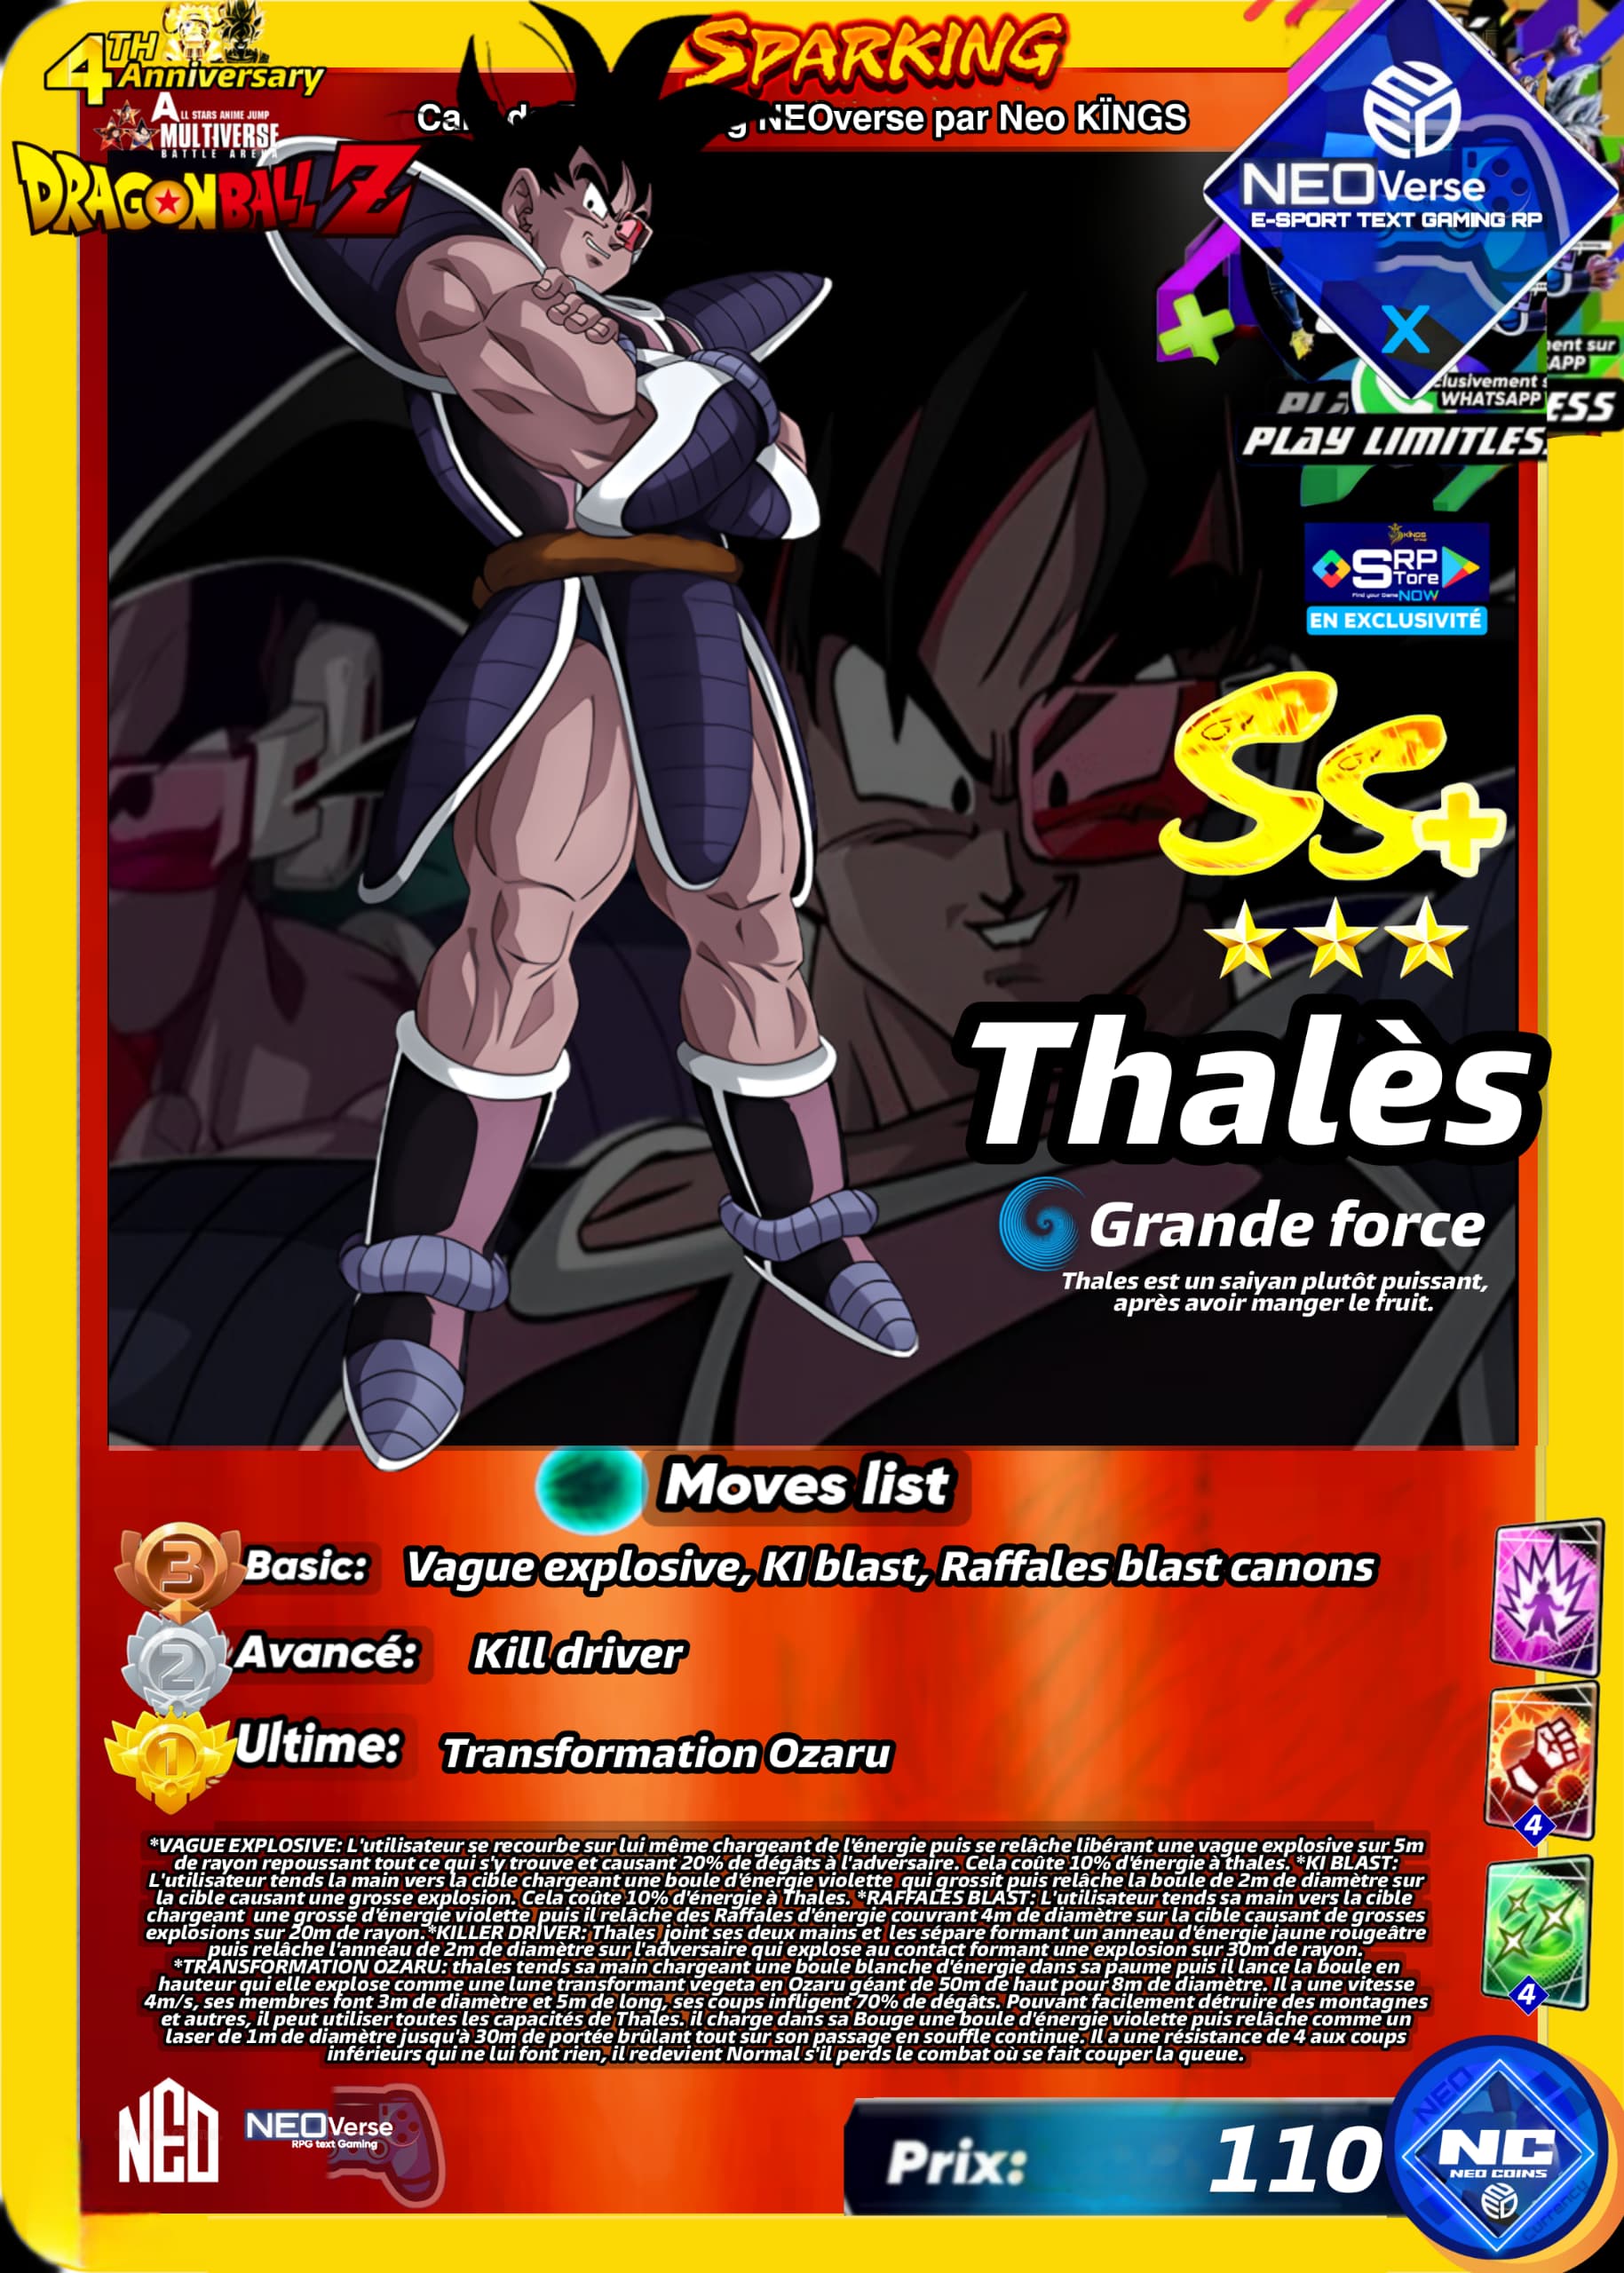 4TH
Anniversary
SPARKING
NEOverse par Neo KÏNGS
ALL STARS ANIME JUMP
MULTIVERSE
BATTLE ARENA
DRAGONBALL Z
NEOVerse
E-SPORT TEXT GAMING RP
X
ent sur
APP
clusivement s
WHATSAPP
ESS
PLAY LIMITLES
KINGS
SRP
Tore
Find your Game NOW
EN EXCLUSIVITÉ
SS+
Thalès
Grande force
Thales est un saiyan plutôt puissant,
après avoir manger le fruit.
Moves list
3 Basic: Vague explosive, KI blast, Raffales blast canons
2 Avancé: Kill driver
1 Ultime: Transformation Ozaru
4
4
*VAGUE EXPLOSIVE: L'utilisateur se recourbe sur lui même chargeant de l'énergie puis se relâche libérant une vague explosive sur 5m
de rayon repoussant tout ce qui s'y trouve et causant 20% de dégâts à l'adversaire. Cela coûte 10% d'énergie à thales. *KI BLAST:
L'utilisateur tends la main vers la cible chargeant une boule d'énergie violette qui grossit puis relâche la boule de 2m de diamètre sur
la cible causant une grosse explosion. Cela coûte 10% d'énergie à Thales. *RAFFALES BLAST: L'utilisateur tends sa main vers la cible
chargeant une grosse d'énergie violette puis il relâche des Raffales d'énergie couvrant 4m de diamètre sur la cible causant de grosses
explosions sur 20m de rayon. *KILLER DRIVER: Thales joint ses deux mains et les sépare formant un anneau d'énergie jaune rougeâtre
puis relâche l'anneau de 2m de diamètre sur l'adversaire qui explose au contact formant une explosion sur 30m de rayon.
*TRANSFORMATION OZARU: thales tends sa main chargeant une boule blanche d'énergie dans sa paume puis il lance la boule en
hauteur qui elle explose comme une lune transformant vegeta en Ozaru géant de 50m de haut pour 8m de diamètre. Il a une vitesse
4m/s, ses membres font 3m de diamètre et 5m de long, ses coups infligent 70% de dégâts. Pouvant facilement détruire des montagnes
et autres, il peut utiliser toutes les capacités de Thales. il charge dans sa Bouge une boule d'énergie violette puis relâche comme un
laser de 1m de diamètre jusqu'à 30m de portée brûlant tout sur son passage en souffle continue. Il a une résistance de 4 aux coups
inférieurs qui ne lui font rien, il redevient Normal s'il perds le combat où se fait couper la queue.
NEO
NEOVerse
RPG text Gaming
Prix: 110
NC
NEO COINS